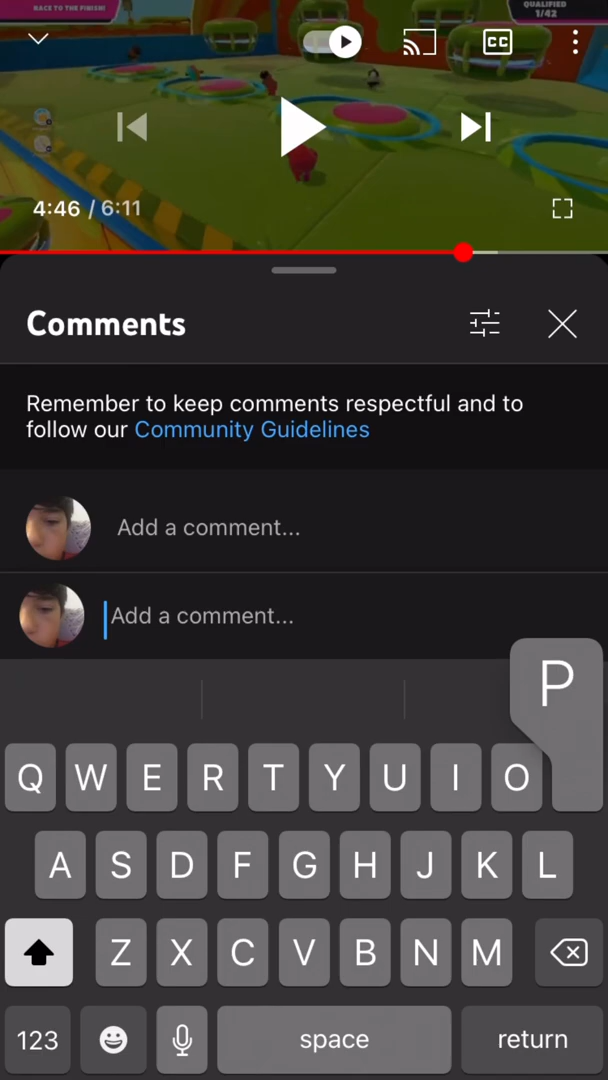 RACE TO THE FINISH!
QUALIFIED
1/42
CC
4:46 / 6:11
Comments
Remember to keep comments respectful and to
follow our Community Guidelines
Add a comment...
Add a comment...
P
Q W E R T Y U I O
A S D F G H J K L
Z X C V B N M
123 space return